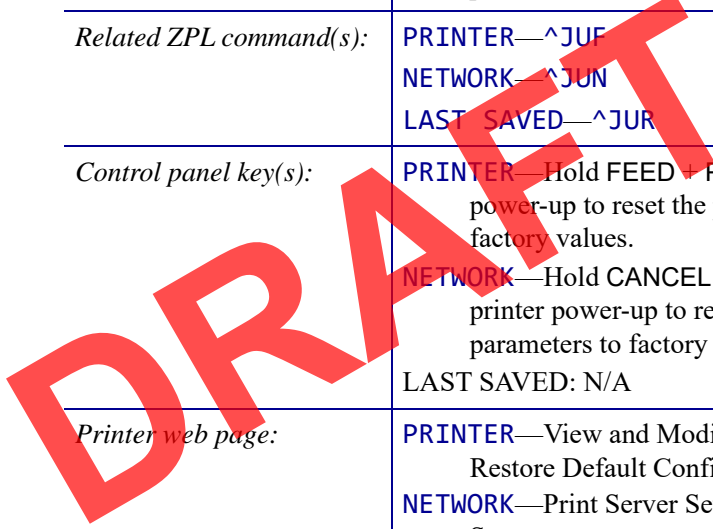 Related ZPL command(s):
PRINTER—^JUF
NETWORK—^JUN
LAST SAVED—^JUR
Control panel key(s):
PRINTER—Hold FEED +
power-up to reset the
factory values.
NETWORK—Hold CANCEL
printer power-up to re
parameters to factory
LAST SAVED: N/A
Printer web page:
PRINTER—View and Modi
Restore Default Confi
NETWORK—Print Server Se
DRAFT